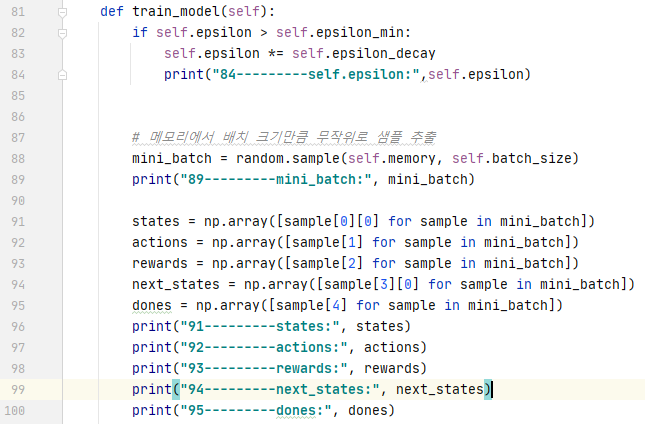 81 def train_model(self):
82 if self.epsilon > self.epsilon_min:
83 self.epsilon *= self.epsilon_decay
84 print("84---------self.epsilon:",self.epsilon)
85
86
87 # 메모리에서 배치 크기만큼 무작위로 샘플 추출
88 mini_batch = random.sample(self.memory, self.batch_size)
89 print("89---------mini_batch:", mini_batch)
90
91 states = np.array([sample[0][0] for sample in mini_batch])
92 actions = np.array([sample[1] for sample in mini_batch])
93 rewards = np.array([sample[2] for sample in mini_batch])
94 next_states = np.array([sample[3][0] for sample in mini_batch])
95 dones = np.array([sample[4] for sample in mini_batch])
96 print("91---------states:", states)
97 print("92---------actions:", actions)
98 print("93---------rewards:", rewards)
99 print("94---------next_states:", next_states)
100 print("95---------dones:", dones)